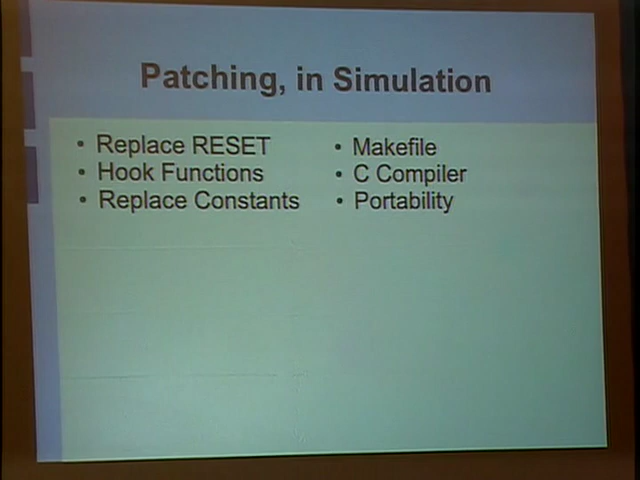 Patching, in Simulation
• Replace RESET
• Hook Functions
• Replace Constants
• Makefile
• C Compiler
• Portability